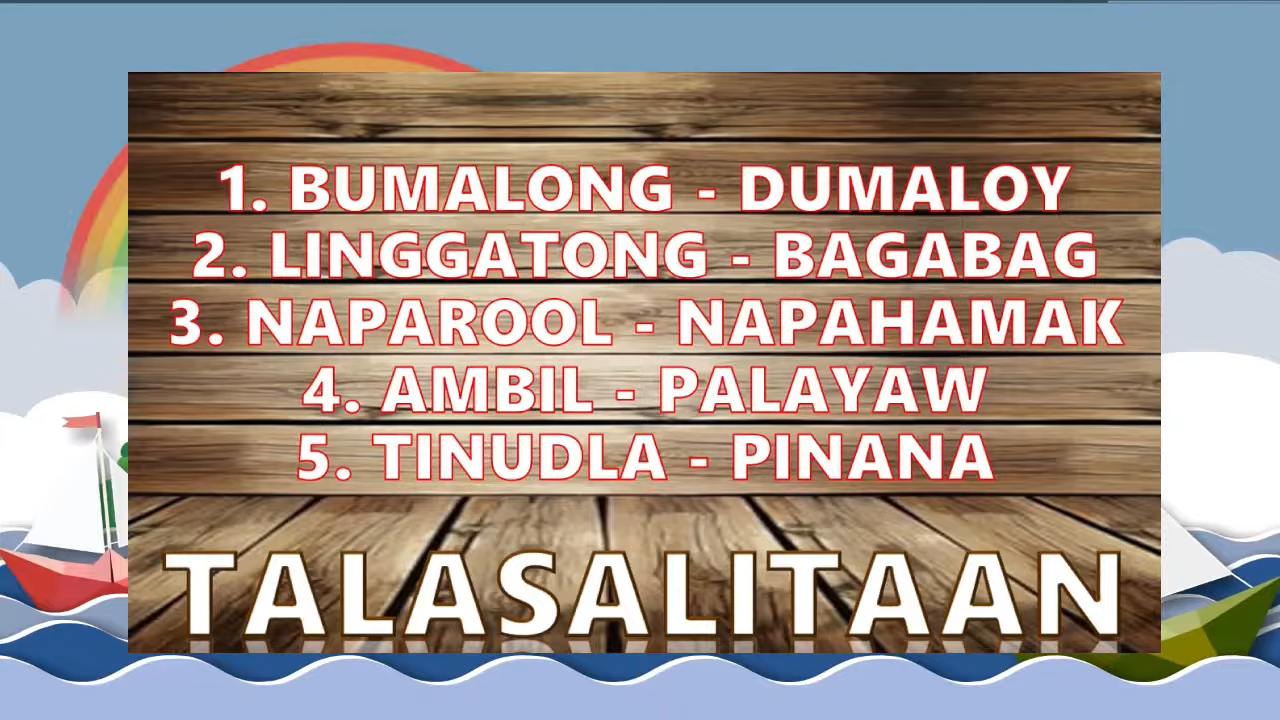 1. BUMALONG - DUMALOY
2. LINGGATONG - BAGABAG
3. NAPAROOL - NAPAHAMAK
4. AMBIL - PALAYAW
5. TINUDLA - PINANA
TALASALITAAN